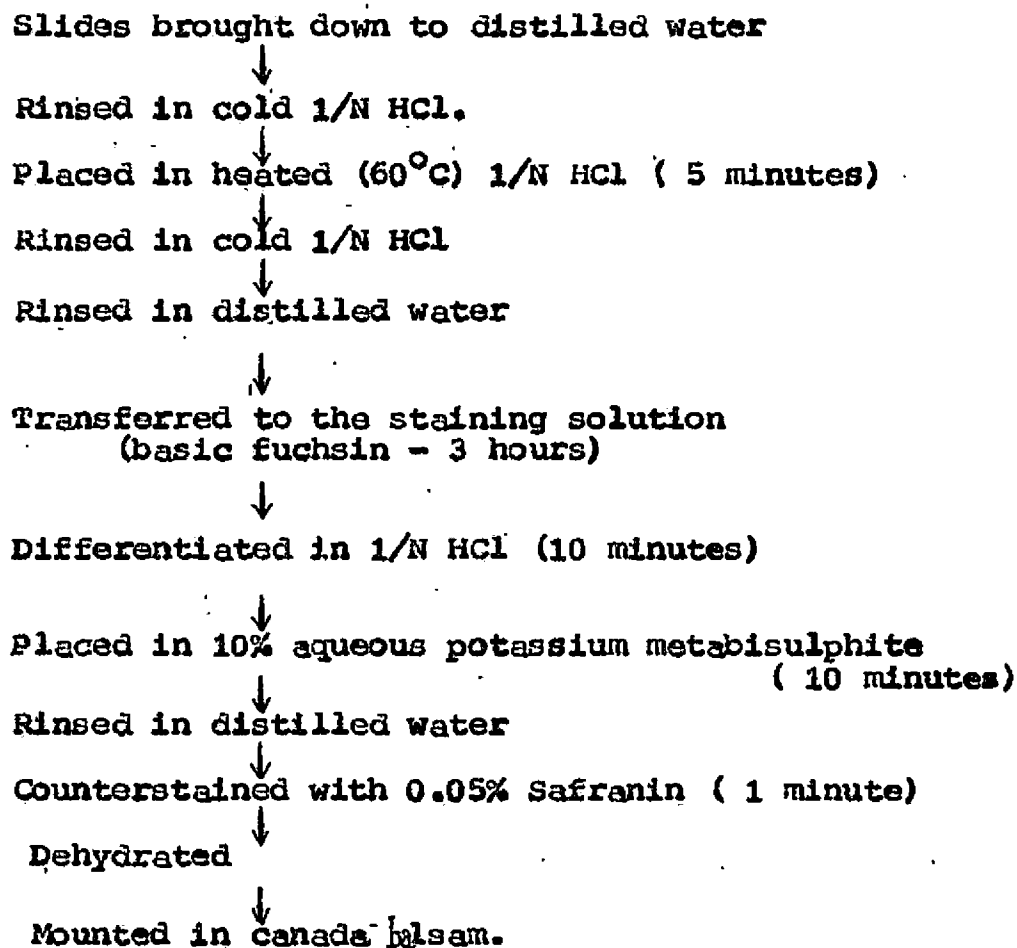 Slides brought down to distilled water
Rinsed in cold 1/N HCl.
Placed in heated (60°C) 1/N HCl ( 5 minutes)
Rinsed in cold 1/N HCl
Rinsed in distilled water
Transferred to the staining solution
(basic fuchsin - 3 hours)
Differentiated in 1/N HCl (10 minutes)
Placed in 10% aqueous potassium metabisulphite
( 10 minutes)
Rinsed in distilled water
Counterstained with 0.05% Safranin ( 1 minute)
Dehydrated
Mounted in canada balsam.